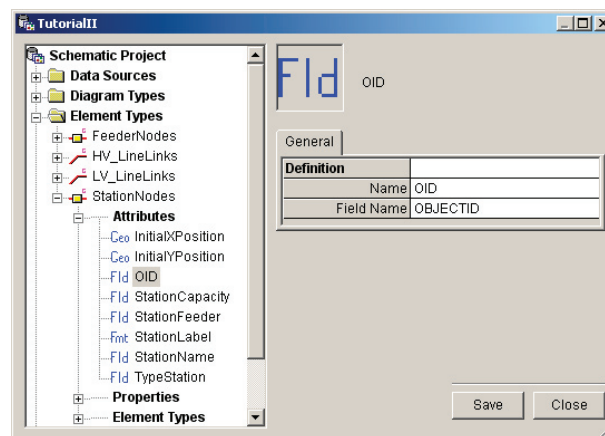 TutorialII
Schematic Project
Data Sources
Diagram Types
Element Types
FeederNodes
HV_LineLinks
LV_LineLinks
StationNodes
Attributes
Geo InitialXPosition
Geo InitialYPosition
Fld OID
Fld StationCapacity
Fld StationFeeder
Fmt StationLabel
Fld StationName
Fld TypeStation
Properties
Element Types
Fld OID
General
Definition
Name OID
Field Name OBJECTID
Save Close